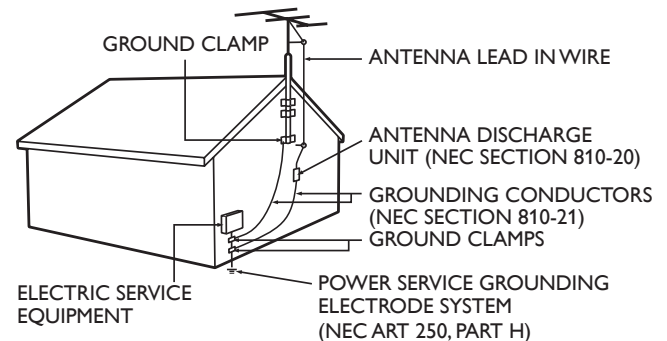 GROUND CLAMP
ANTENNA LEAD IN WIRE
ANTENNA DISCHARGE
UNIT (NEC SECTION 810-20)
GROUNDING CONDUCTORS
(NEC SECTION 810-21)
GROUND CLAMPS
ELECTRIC SERVICE
EQUIPMENT
POWER SERVICE GROUNDING
ELECTRODE SYSTEM
(NEC ART 250, PART H)